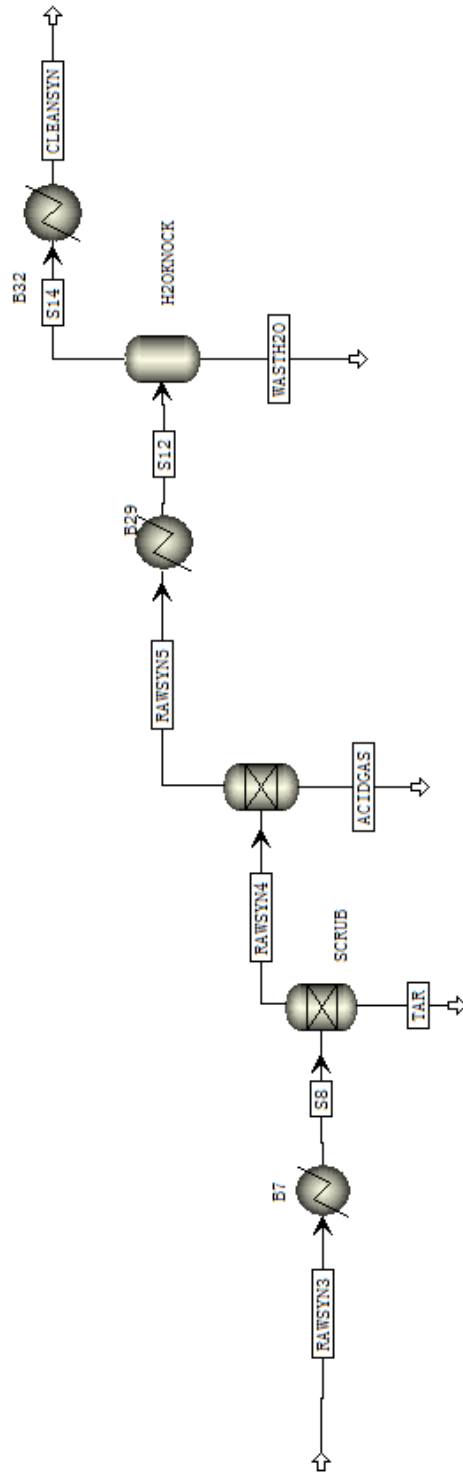 RAWSYN3
B7
S8
SCRUB
TAR
RAWSYN4
ACIDGAS
RAWSYN5
B29
S12
H2OKNOCK
WASTH2O
S14
B32
CLEANSYN